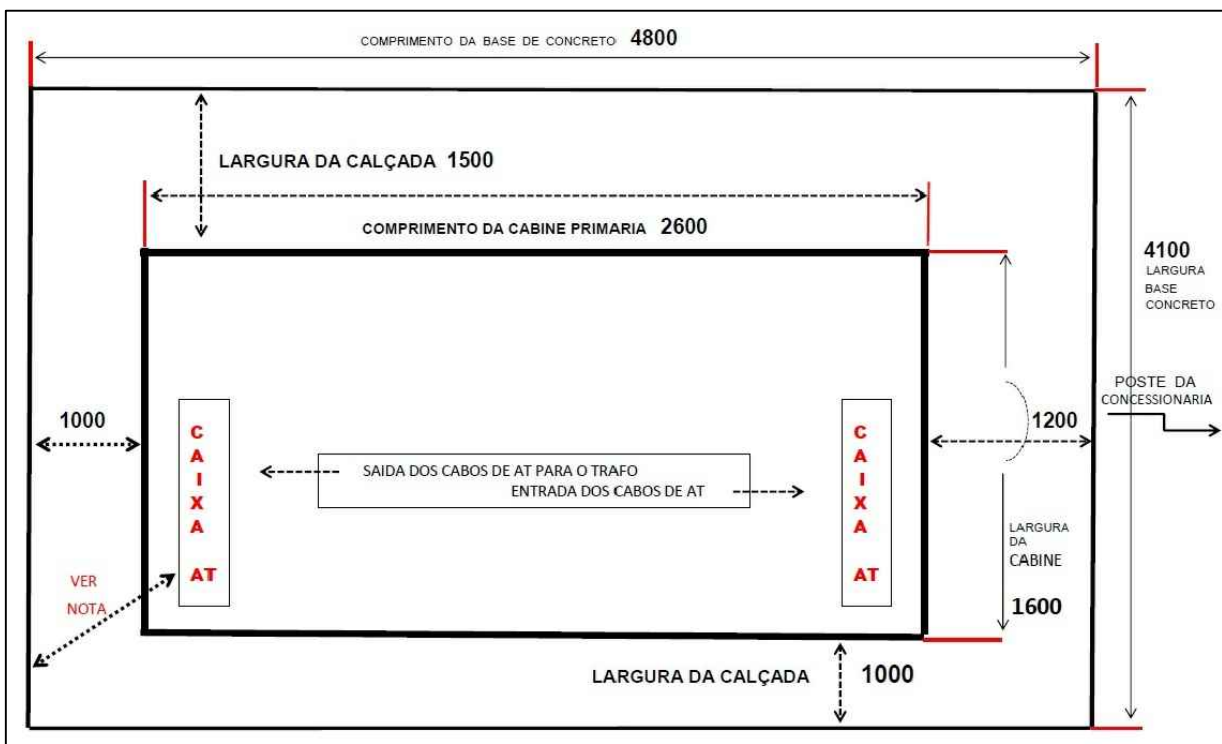 COMPRIMENTO DA BASE DE CONCRETO 4800
LARGURA DA CALÇADA 1500
COMPRIMENTO DA CABINE PRIMARIA 2600
4100
LARGURA
BASE
CONCRETO
POSTE DA
CONCESSIONARIA
1000
1200
CAIXA AT
SAIDA DOS CABOS DE AT PARA O TRAFO
ENTRADA DOS CABOS DE AT
CAIXA AT
LARGURA
DA
CABINE
1600
VER
NOTA
LARGURA DA CALÇADA 1000